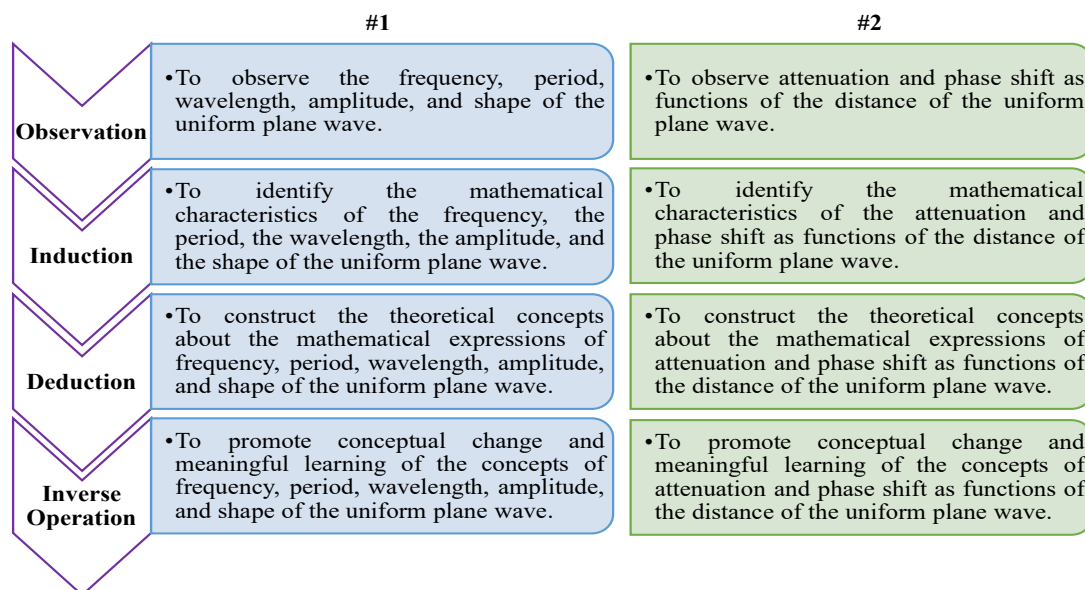 #1
#2
Observation
•To observe the frequency, period,
wavelength, amplitude, and shape of the
uniform plane wave.
•To observe attenuation and phase shift as
functions of the distance of the uniform
plane wave.
Induction
•To identify the mathematical
characteristics of the frequency, the
period, the wavelength, the amplitude, and
the shape of the uniform plane wave.
•To identify the mathematical
characteristics of the attenuation and
phase shift as functions of the distance of
the uniform plane wave.
Deduction
•To construct the theoretical concepts
about the mathematical expressions of
frequency, period, wavelength, amplitude,
and shape of the uniform plane wave.
•To construct the theoretical concepts
about the mathematical expressions of
attenuation and phase shift as functions of
the distance of the uniform plane wave.
Inverse
Operation
•To promote conceptual change and
meaningful learning of the concepts of
frequency, period, wavelength, amplitude,
and shape of the uniform plane wave.
•To promote conceptual change and
meaningful learning of the concepts of
attenuation and phase shift as functions of
the distance of the uniform plane wave.